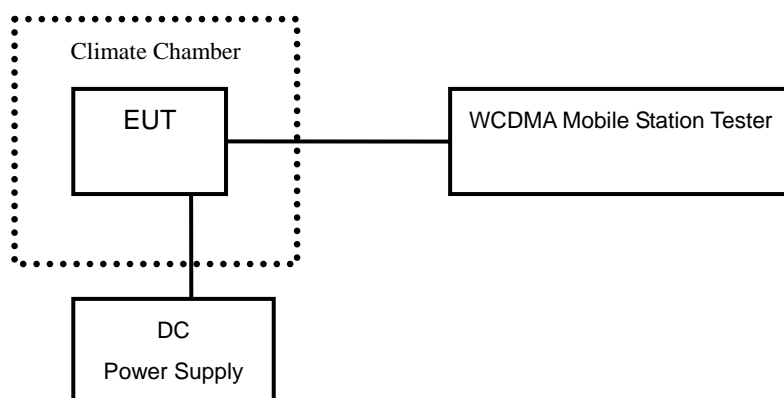 Climate Chamber
EUT
WCDMA Mobile Station Tester
DC
Power Supply